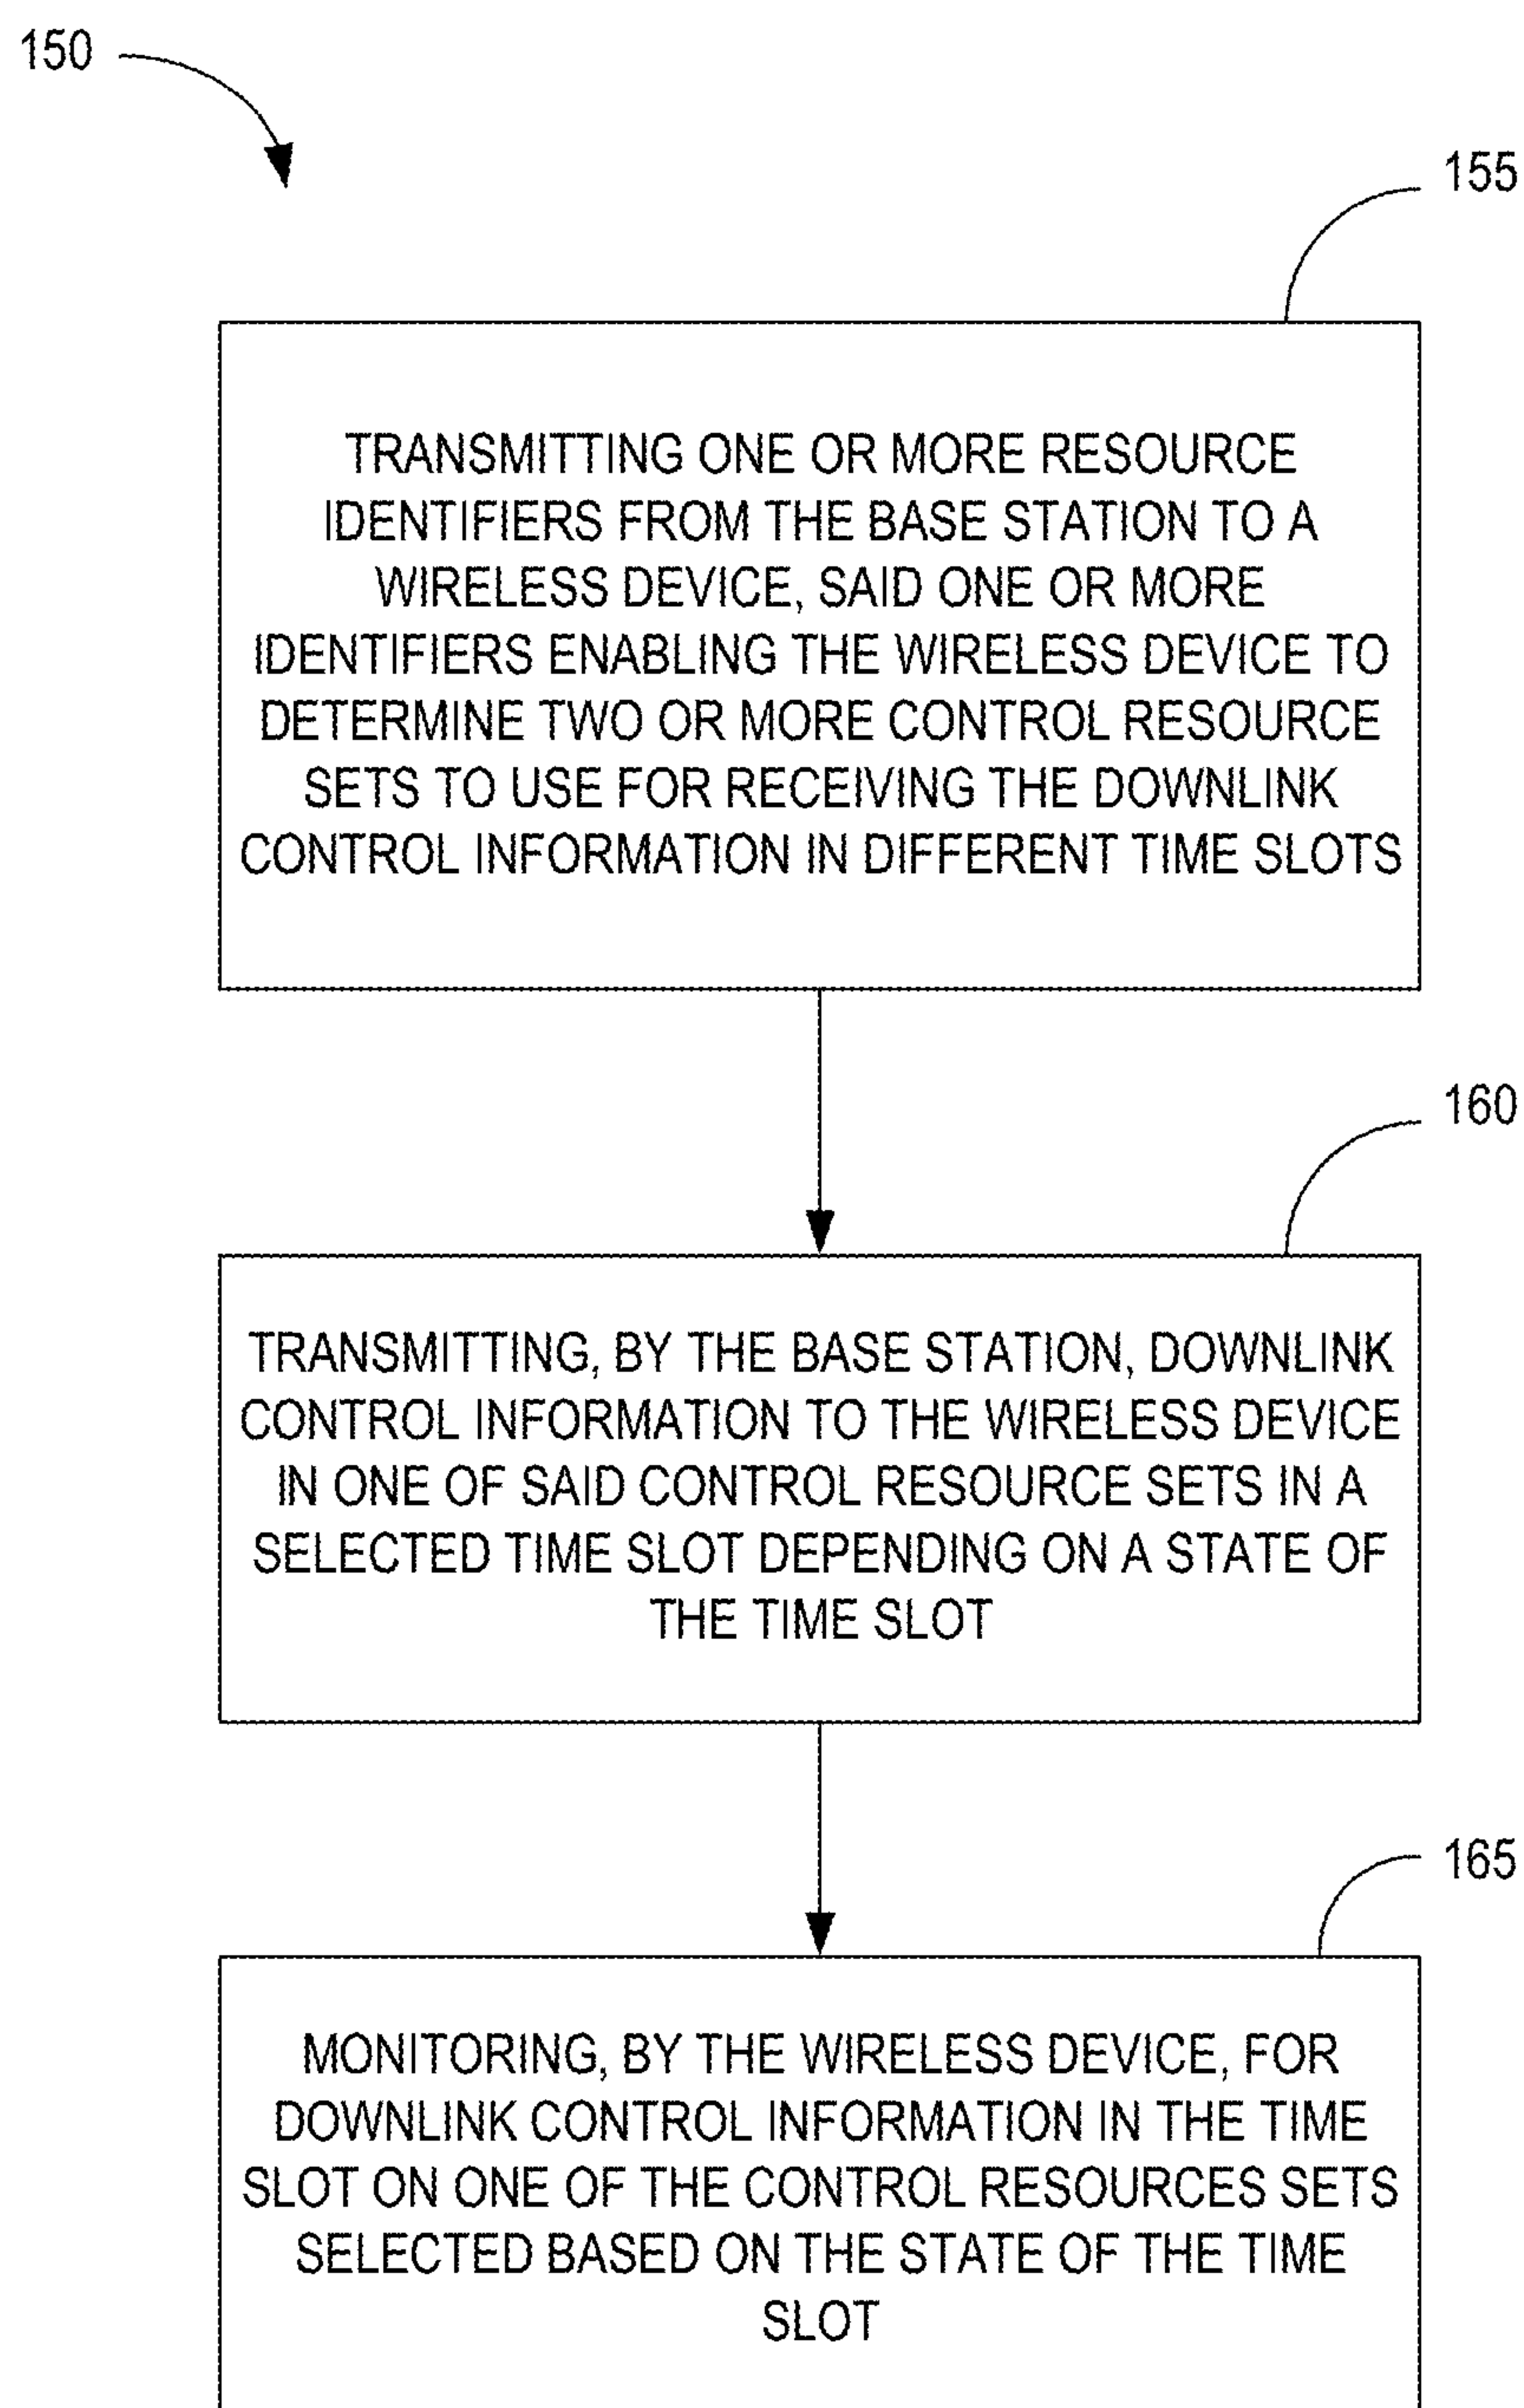 150
155
TRANSMITTING ONE OR MORE RESOURCE
IDENTIFIERS FROM THE BASE STATION TO A
WIRELESS DEVICE, SAID ONE OR MORE
IDENTIFIERS ENABLING THE WIRELESS DEVICE TO
DETERMINE TWO OR MORE CONTROL RESOURCE
SETS TO USE FOR RECEIVING THE DOWNLINK
CONTROL INFORMATION IN DIFFERENT TIME SLOTS
160
TRANSMITTING, BY THE BASE STATION, DOWNLINK
CONTROL INFORMATION TO THE WIRELESS DEVICE
IN ONE OF SAID CONTROL RESOURCE SETS IN A
SELECTED TIME SLOT DEPENDING ON A STATE OF
THE TIME SLOT
165
MONITORING, BY THE WIRELESS DEVICE, FOR
DOWNLINK CONTROL INFORMATION IN THE TIME
SLOT ON ONE OF THE CONTROL RESOURCES SETS
SELECTED BASED ON THE STATE OF THE TIME
SLOT